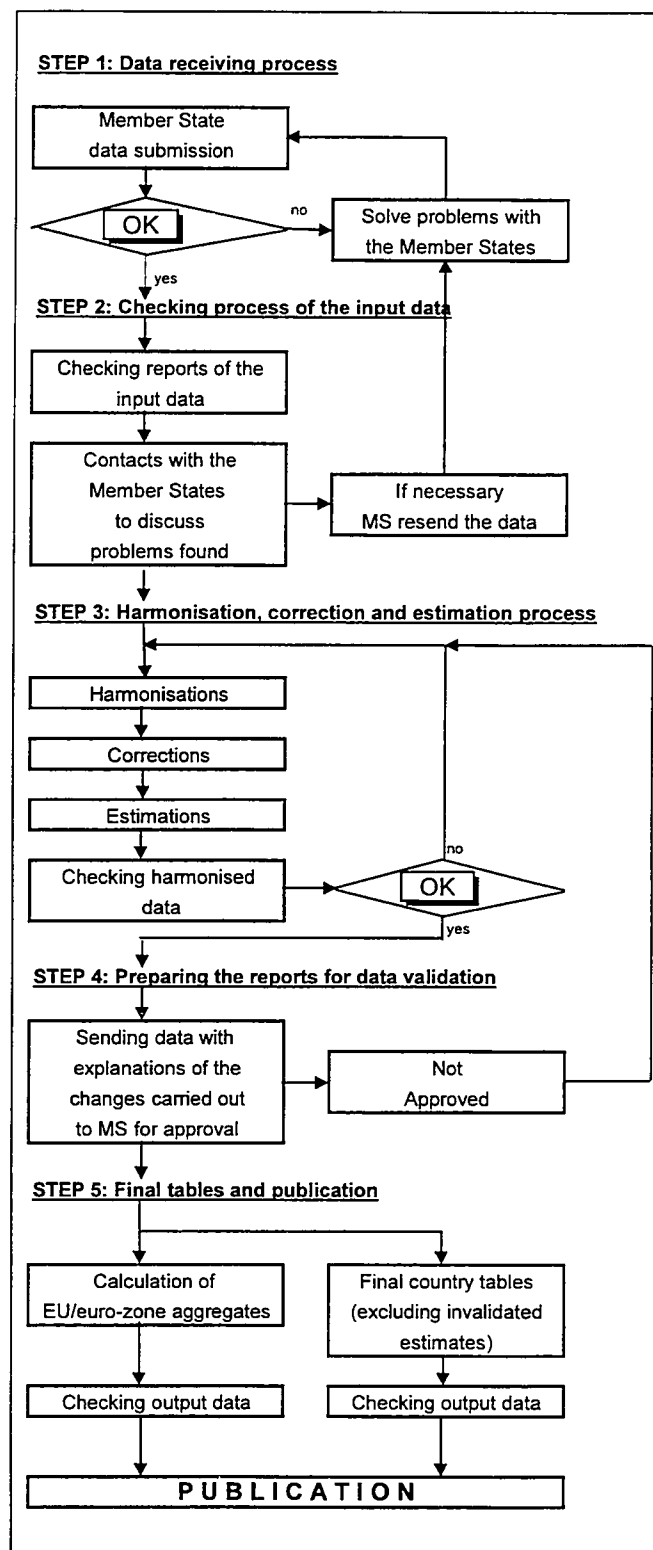 STEP 1: Data receiving process
Member State
data submission
OK
no
Solve problems with
the Member States
yes
STEP 2: Checking process of the input data
Checking reports of the
input data
Contacts with the
Member States
to discuss
problems found
If necessary
MS resend the data
STEP 3: Harmonisation, correction and estimation process
Harmonisations
Corrections
Estimations
no
Checking harmonised
data
OK
yes
STEP 4: Preparing the reports for data validation
Sending data with
explanations of the
changes carried out
to MS for approval
Not
Approved
STEP 5: Final tables and publication
Calculation of
EU/euro-zone aggregates
Final country tables
(excluding invalidated
estimates)
Checking output data
Checking output data
PUBLICATION